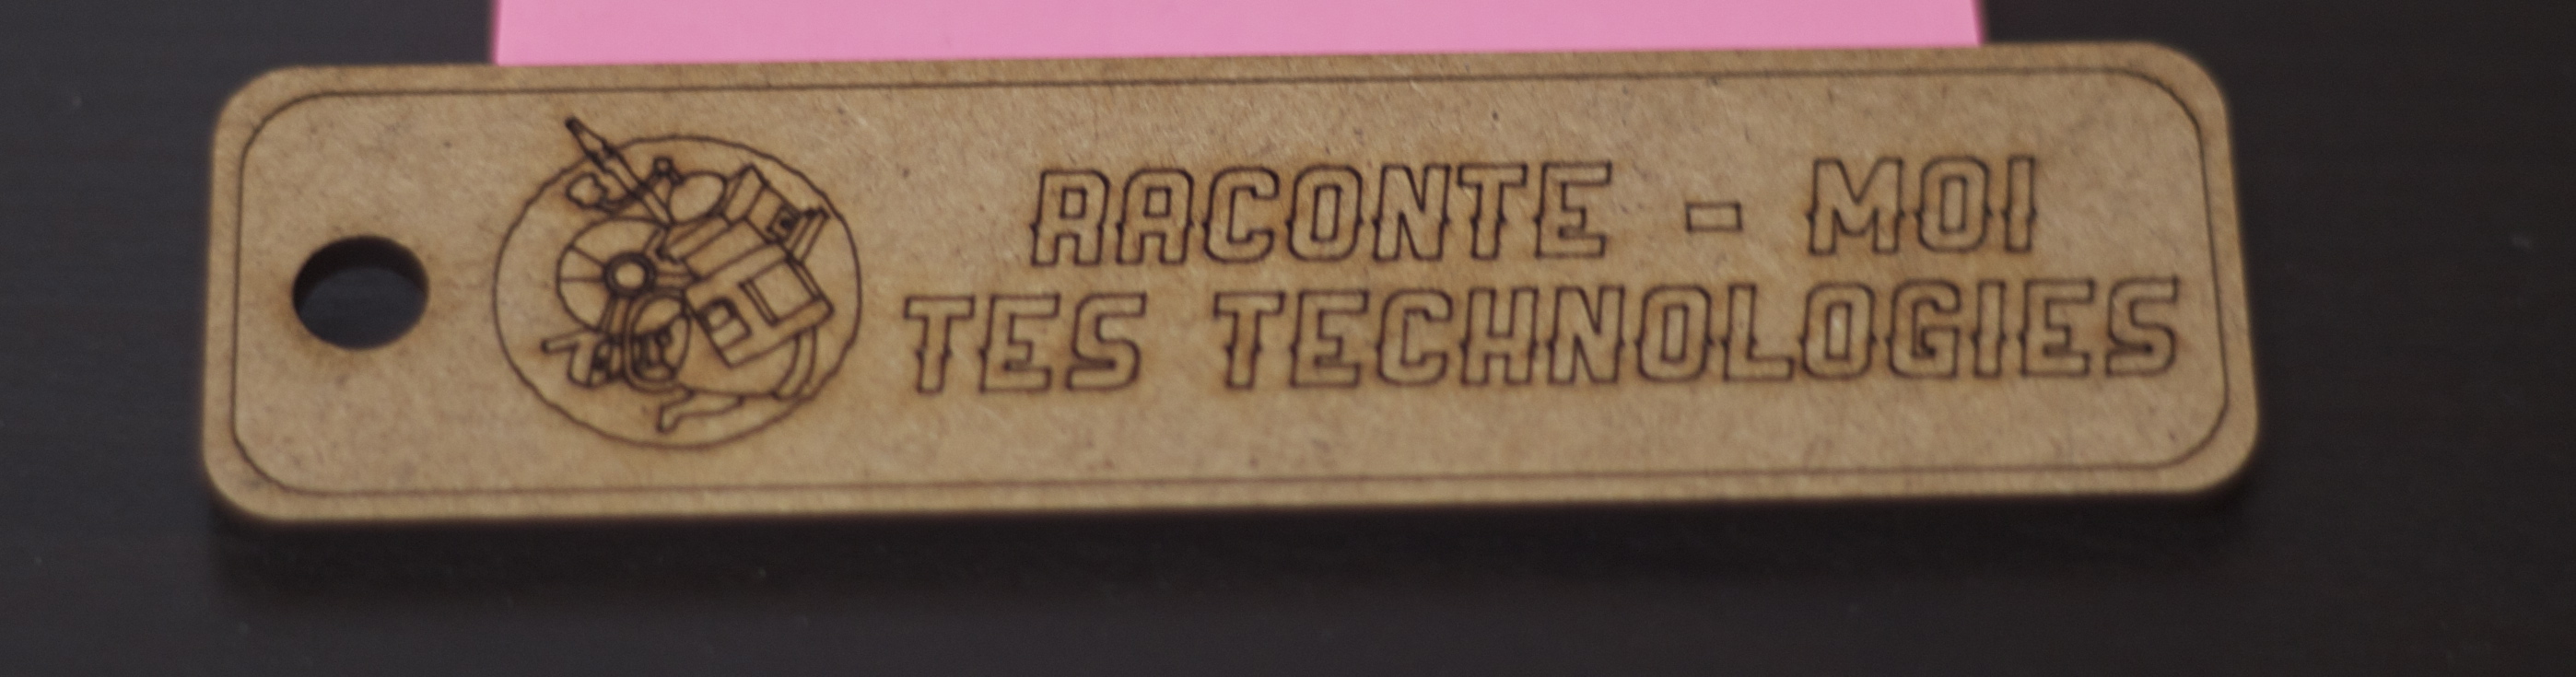 RACONTE - MOI
TES TECHNOLOGIES